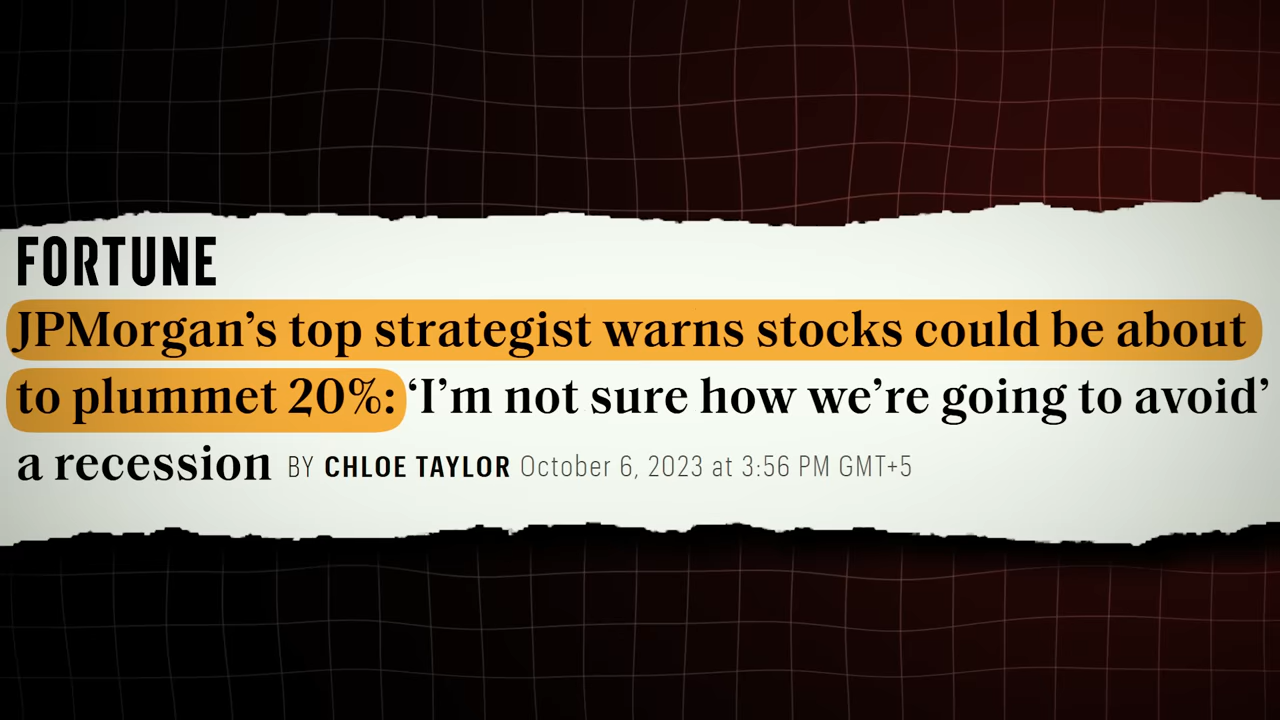 FORTUNE
JPMorgan’s top strategist warns stocks could be about
to plummet 20%: ‘I’m not sure how we’re going to avoid’
a recession BY CHLOE TAYLOR October 6, 2023 at 3:56 PM GMT+5